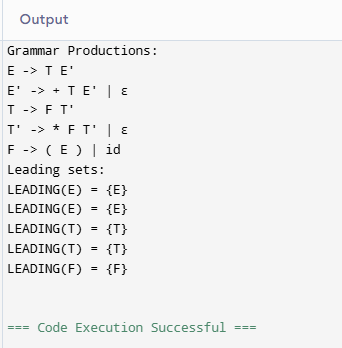 Output
Grammar Productions:
E -> T E'
E' -> + T E' | ε
T -> F T'
T' -> * F T' | ε
F -> ( E ) | id
Leading sets:
LEADING(E) = {E}
LEADING(E) = {E}
LEADING(T) = {T}
LEADING(T) = {T}
LEADING(F) = {F}
=== Code Execution Successful ===